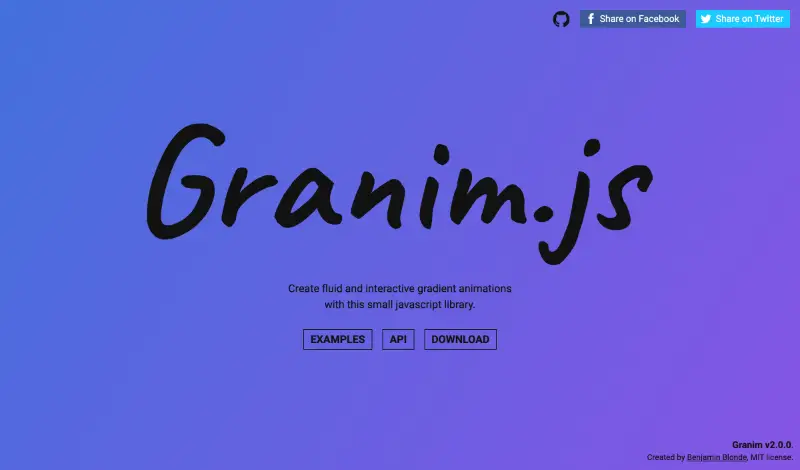 Share on Facebook
Share on Twitter
Granim.js
Create fluid and interactive gradient animations
with this small javascript library.
EXAMPLES
API
DOWNLOAD
Granim v2.0.0.
Created by Benjamin Blonde, MIT license.